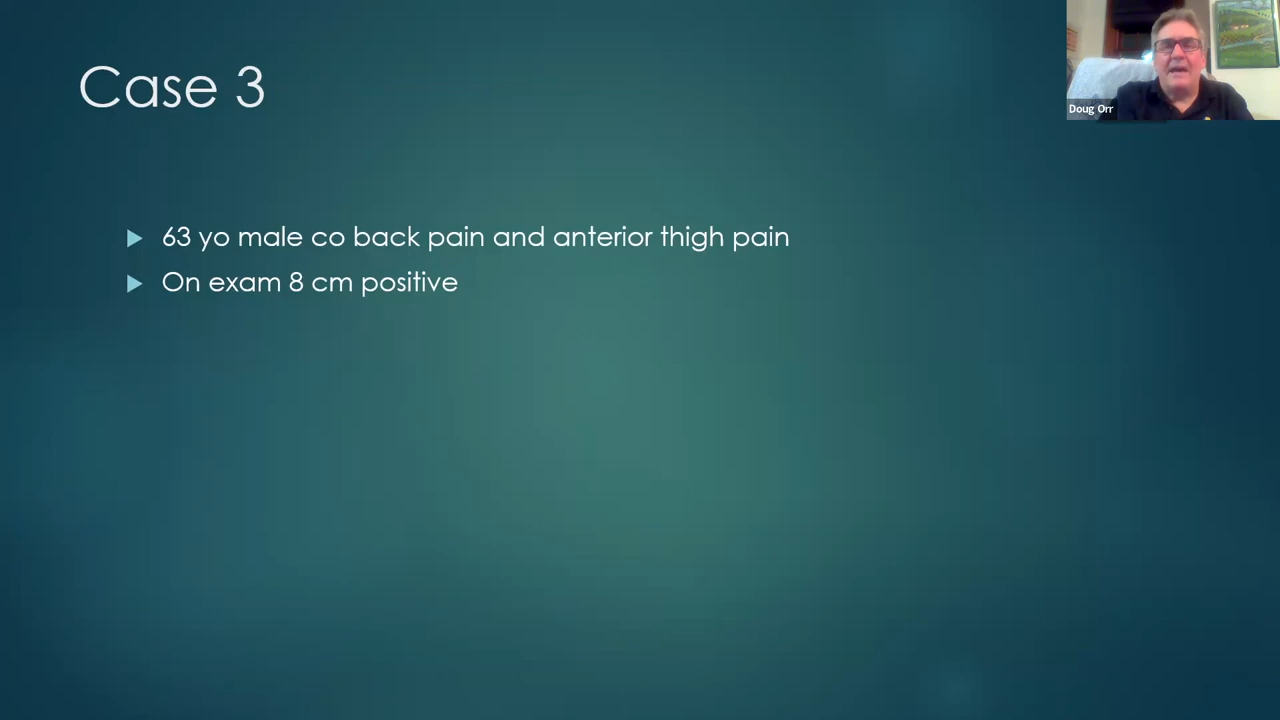 Case 3
Doug Orr
63 yo male co back pain and anterior thigh pain
On exam 8 cm positive